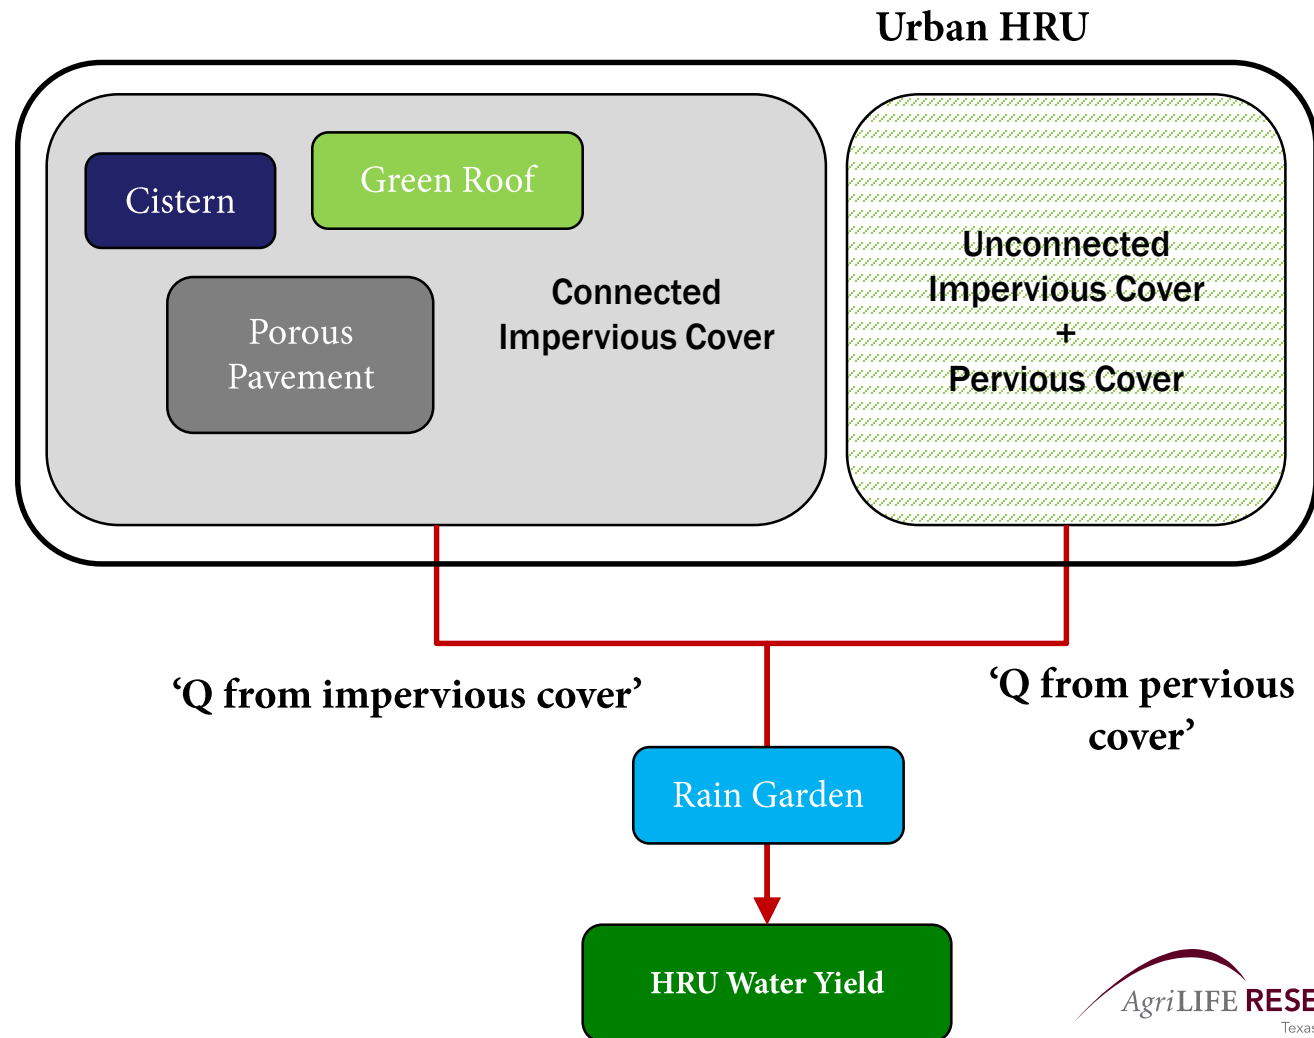 Urban HRU
Cistern
Green Roof
Porous
Pavement
Connected
Impervious Cover
Unconnected
Impervious Cover
+
Pervious Cover
‘Q from impervious cover’
‘Q from pervious
cover’
Rain Garden
HRU Water Yield
AgriLIFE RESE
Texas